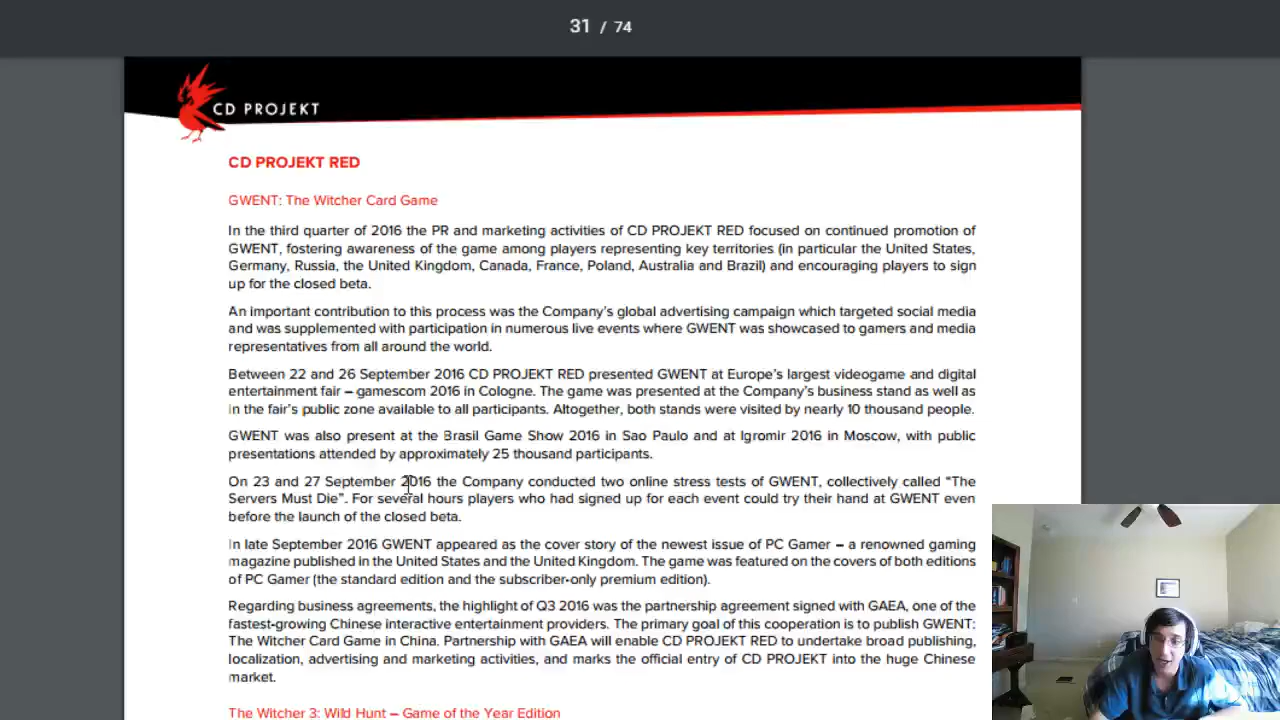 31 / 74
CD PROJEKT
CD PROJEKT RED
GWENT: The Witcher Card Game
In the third quarter of 2016 the PR and marketing activities of CD PROJEKT RED focused on continued promotion of
GWENT, fostering awareness of the game among players representing key territories (in particular the United States,
Germany, Russia, the United Kingdom, Canada, France, Poland, Australia and Brazil) and encouraging players to sign
up for the closed beta.
An important contribution to this process was the Company's global advertising campaign which targeted social media
and was supplemented with participation in numerous live events where GWENT was showcased to gamers and media
representatives from all around the world.
Between 22 and 26 September 2016 CD PROJEKT RED presented GWENT at Europe's largest videogame and digital
entertainment fair – gamescom 2016 in Cologne. The game was presented at the Company's business stand as well as
in the fair's public zone available to all participants. Altogether, both stands were visited by nearly 10 thousand people.
GWENT was also present at the Brasil Game Show 2016 in Sao Paulo and at Igromir 2016 in Moscow, with public
presentations attended by approximately 25 thousand participants.
On 23 and 27 September 2016 the Company conducted two online stress tests of GWENT, collectively called "The
Servers Must Die". For several hours players who had signed up for each event could try their hand at GWENT even
before the launch of the closed beta.
In late September 2016 GWENT appeared as the cover story of the newest issue of PC Gamer – a renowned gaming
magazine published in the United States and the United Kingdom. The game was featured on the covers of both editions
of PC Gamer (the standard edition and the subscriber-only premium edition).
Regarding business agreements, the highlight of Q3 2016 was the partnership agreement signed with GAEA, one of the
fastest-growing Chinese interactive entertainment providers. The primary goal of this cooperation is to publish GWENT:
The Witcher Card Game in China. Partnership with GAEA will enable CD PROJEKT RED to undertake broad publishing,
localization, advertising and marketing activities, and marks the official entry of CD PROJEKT into the huge Chinese
market.
The Witcher 3: Wild Hunt – Game of the Year Edition